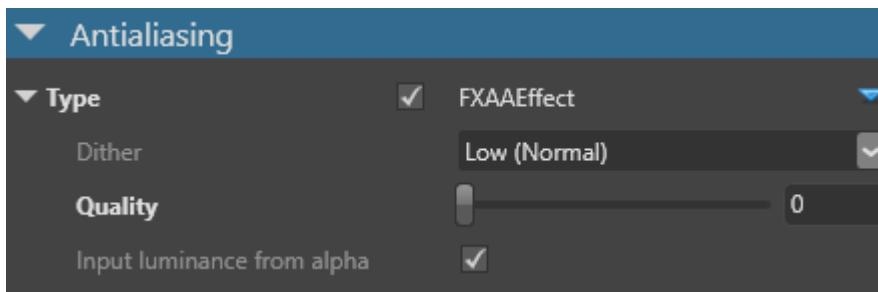 Antialiasing
Type FXAAEffect
Dither Low (Normal)
Quality 0
Input luminance from alpha